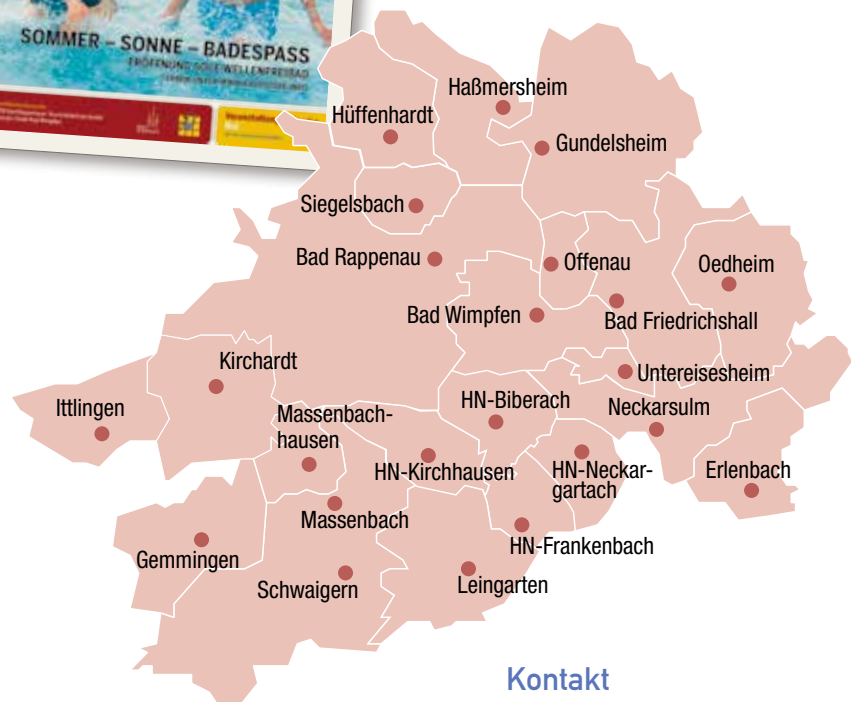 SOMMER – SONNE – BADESPASS
Haßmersheim
Hüffenhardt
Gundelsheim
Siegelsbach
Bad Rappenau
Offenau
Oedheim
Bad Wimpfen
Bad Friedrichshall
Kirchardt
Untereisesheim
Ittlingen
HN-Biberach
Neckarsulm
Massenbach-
hausen
HN-Kirchhausen
HN-Neckar-
gartach
Erlenbach
Massenbach
HN-Frankenbach
Gemmingen
Schwaigern
Leingarten
Kontakt